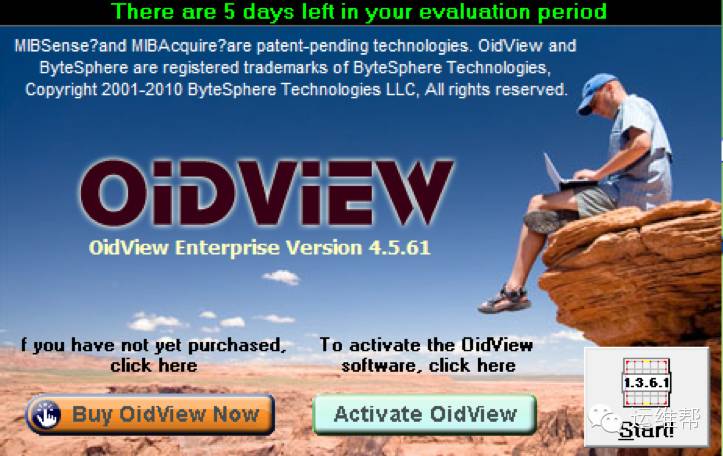 There are 5 days left in your evaluation period
MIBSense?and MIBAcquire?are patent-pending technologies. OidView and
ByteSphere are registered trademarks of ByteSphere Technologies,
Copyright 2001-2010 ByteSphere Technologies LLC, All rights reserved.
OiDViEW
OidView Enterprise Version 4.5.61
f you have not yet purchased,
click here
To activate the OidView
software, click here
Buy OidView Now
Activate OidView
1.3.6.1
Start!
运维帮